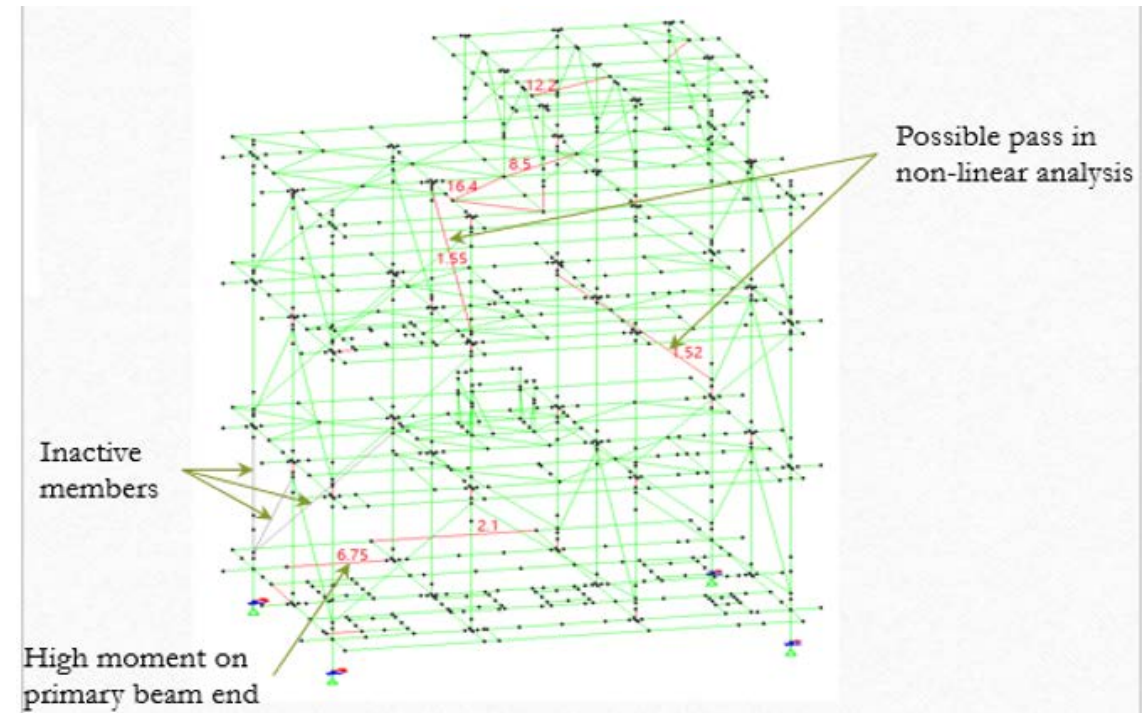 12.2
Possible pass in
non-linear analysis
8.5
16.4
1.55
1.52
Inactive
members
2.1
6.75
High moment on
primary beam end